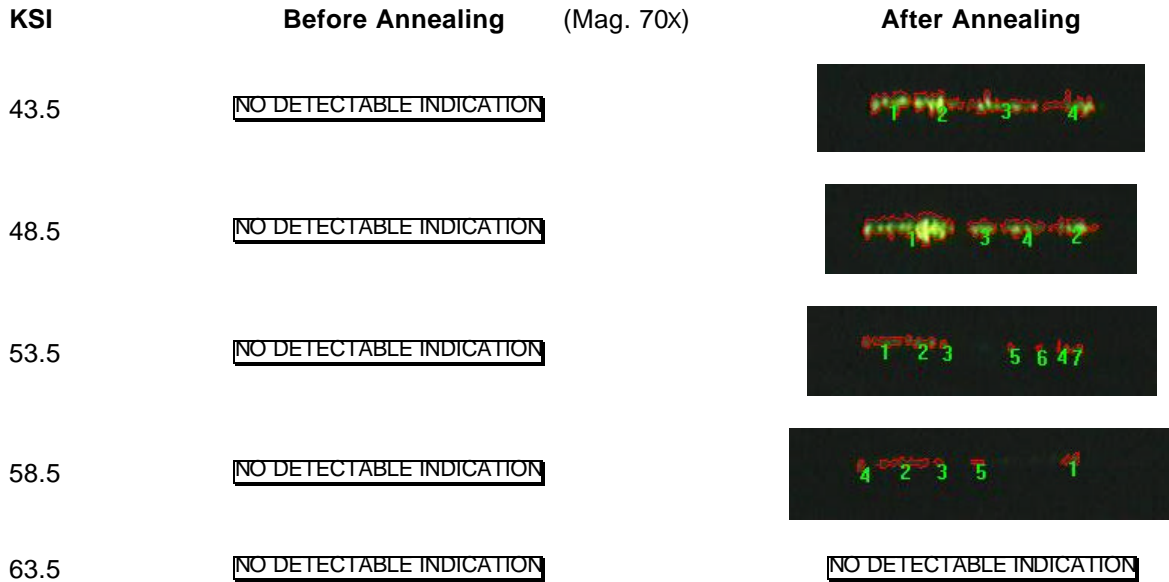 KSI Before Annealing (Mag. 70x) After Annealing
43.5 NO DETECTABLE INDICATION 1 2 3 4
48.5 NO DETECTABLE INDICATION 1 3 4 2
53.5 NO DETECTABLE INDICATION 1 2 3 5 6 4 7
58.5 NO DETECTABLE INDICATION 4 2 3 5 1
63.5 NO DETECTABLE INDICATION NO DETECTABLE INDICATION